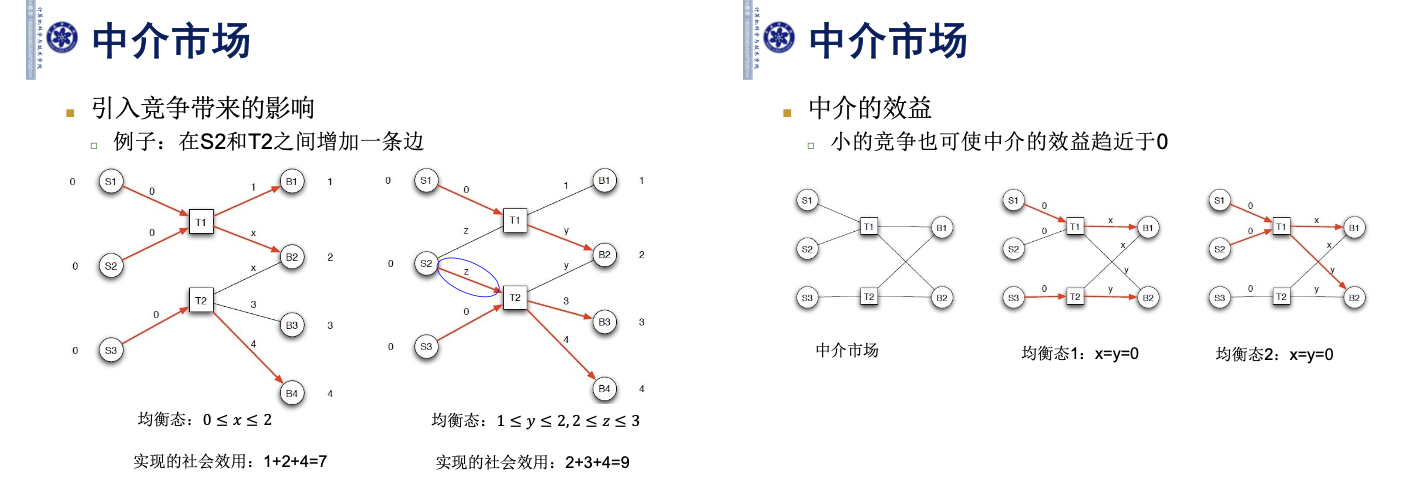 中介市场
引入竞争带来的影响
例子：在S2和T2之间增加一条边
0 S1 0 1 B1 1
T1
0 x
0 S2 B2 2
x
T2
0 3 B3 3
0 S3 4
B4 4
均衡态：0 ≤ x ≤ 2
实现的社会效用：1+2+4=7
0 S1 0 1 B1 1
T1
z y
0 S2 B2 2
z y
T2
0 3 B3 3
0 S3 4
B4 4
均衡态：1 ≤ y ≤ 2, 2 ≤ z ≤ 3
实现的社会效用：2+3+4=9
中介市场
中介的效益
小的竞争也可使中介的效益趋近于0
S1
T1 B1
S2
S3 T2 B2
中介市场
S1 0
T1 x B1
S2 0 x
y
S3 0 T2 y B2
均衡态1：x=y=0
S1 0
T1 x B1
S2 0 x
y
S3 0 T2 y B2
均衡态2：x=y=0